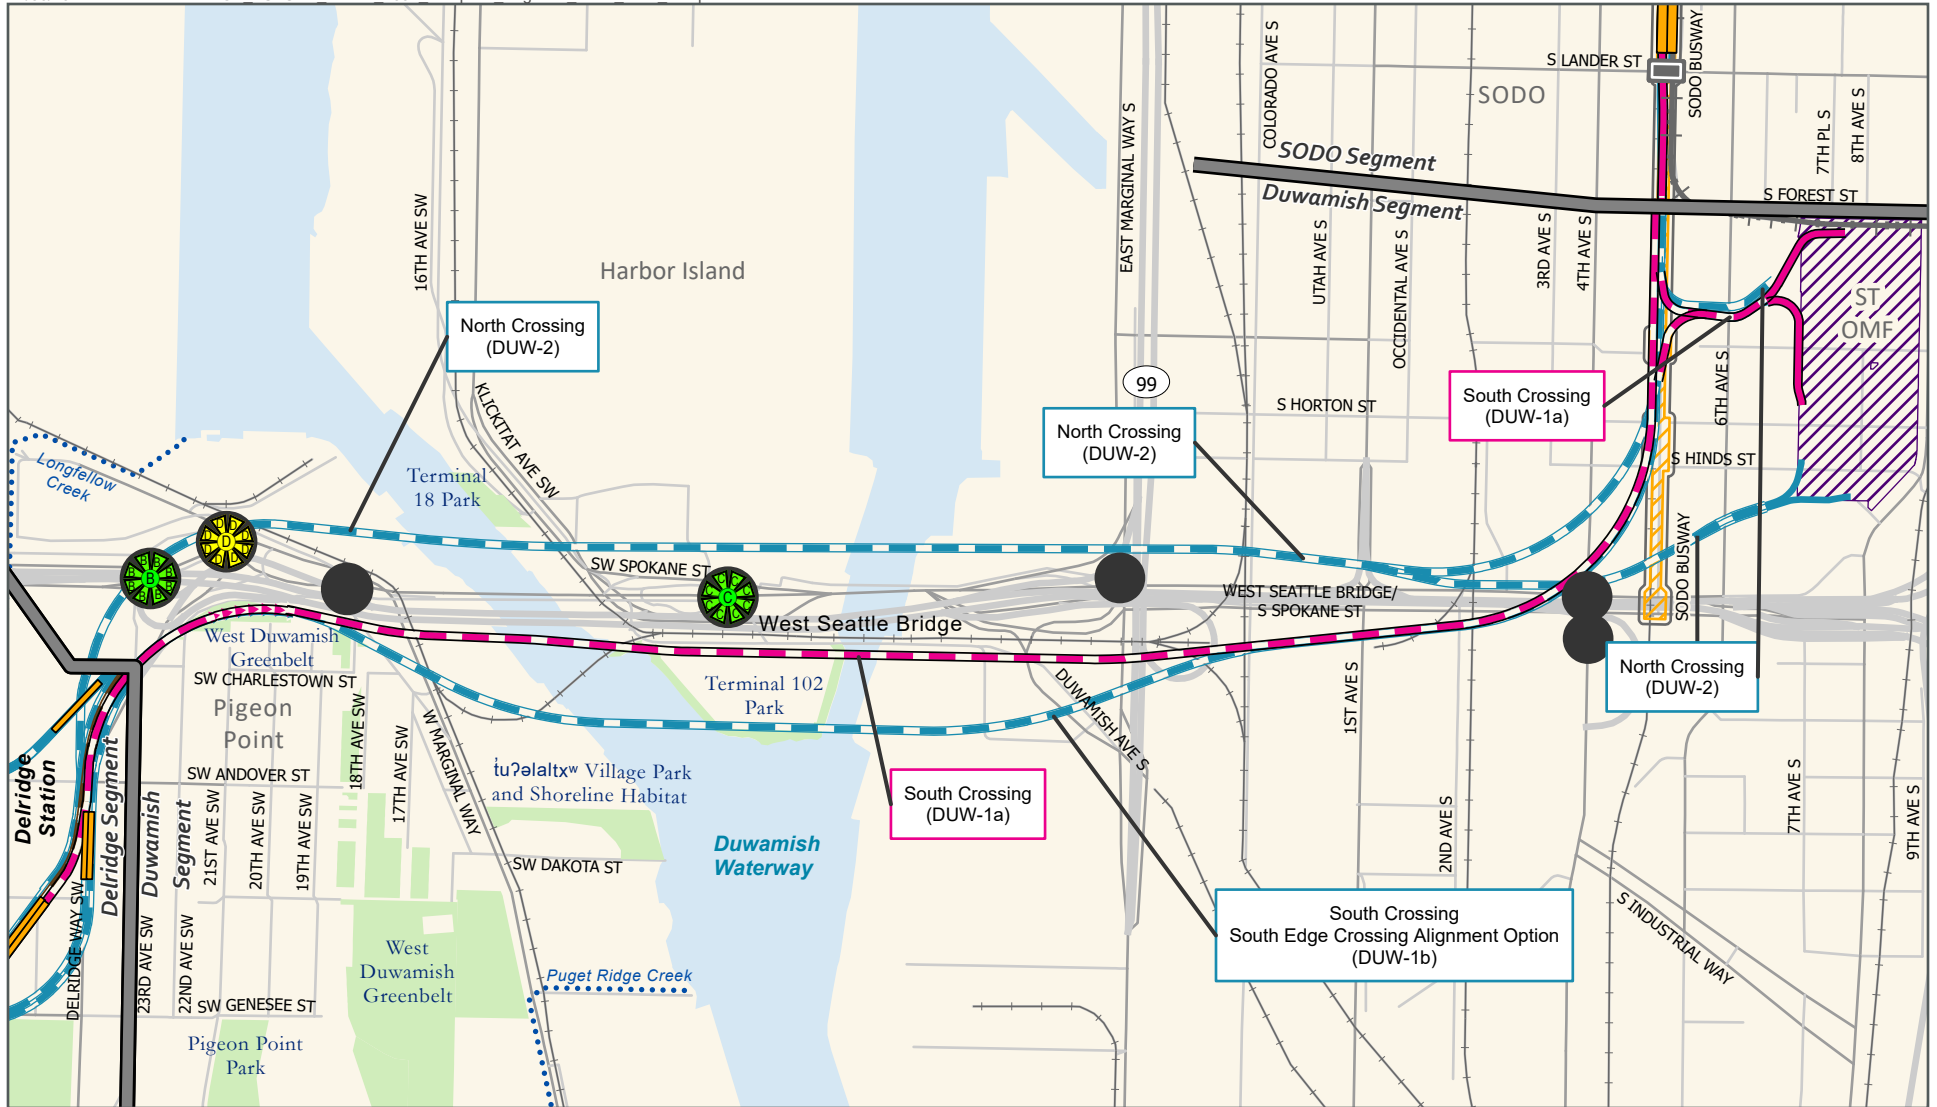 S LANDER ST
SODO BUSWAY
SODO
COLORADO AVE S
EAST MARGINAL WAY S
7TH PL S
8TH AVE S
SODO Segment
Duwamish Segment
S FOREST ST
16TH AVE SW
Harbor Island
UTAH AVE S
OCCIDENTAL AVE S
3RD AVE S
4TH AVE S
ST
OMF
North Crossing
(DUW-2)
99
South Crossing
(DUW-1a)
6TH AVE S
KLICKITAT AVE SW
S HORTON ST
North Crossing
(DUW-2)
S HINDS ST
Longfellow
Creek
Terminal
18 Park
D
B
C
SW SPOKANE ST
West Seattle Bridge
WEST SEATTLE BRIDGE/
S SPOKANE ST
SODO BUSWAY
West Duwamish
Greenbelt
SW CHARLESTOWN ST
Pigeon
Point
18TH AVE SW
17TH AVE SW
W MARGINAL WAY
Terminal 102
Park
DUWAMISH AVE S
1ST AVE S
North Crossing
(DUW-2)
Delridge
Station
Delridge Segment
Duwamish
Segment
SW ANDOVER ST
21ST AVE SW
20TH AVE SW
19TH AVE SW
t̓uʔəlaltxʷ Village Park
and Shoreline Habitat
South Crossing
(DUW-1a)
2ND AVE S
7TH AVE S
9TH AVE S
Duwamish
Waterway
SW DAKOTA ST
South Crossing
South Edge Crossing Alignment Option
(DUW-1b)
S INDUSTRIAL WAY
DELRIDGE WAY SW
23RD AVE SW
22ND AVE SW
West
Duwamish
Greenbelt
Puget Ridge Creek
SW GENESEE ST
Pigeon Point
Park